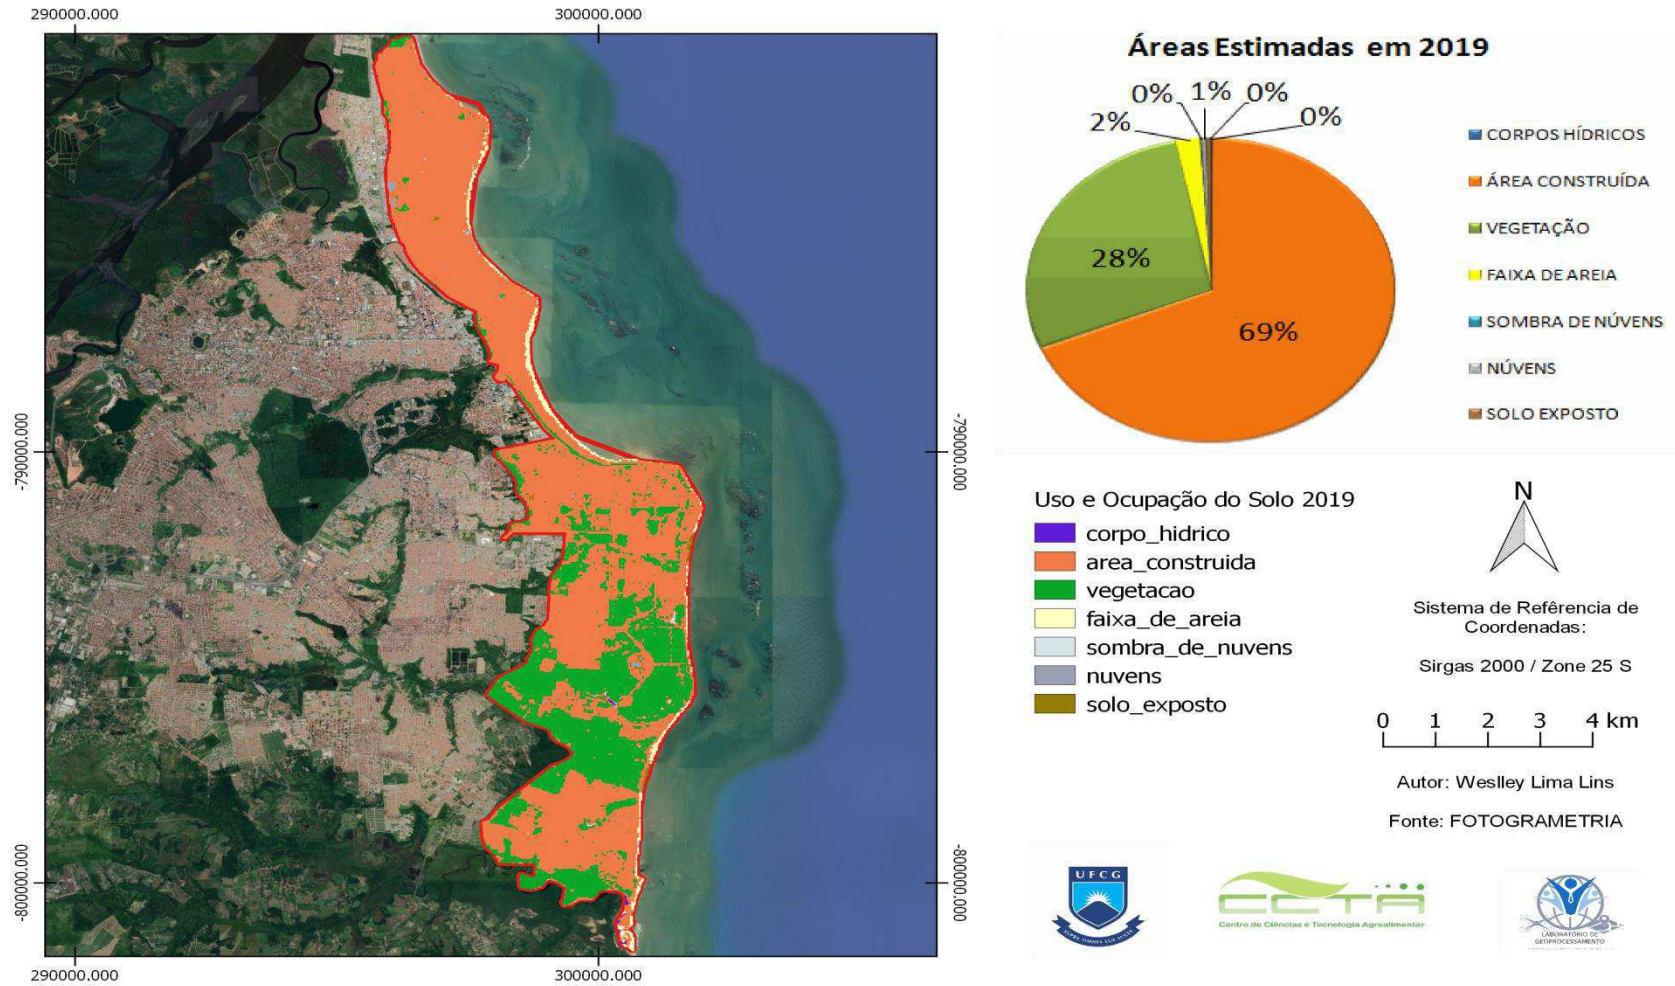 290000.000
300000.000
-790000.000
-790000.000
-800000.000
-800000.000
290000.000
300000.000
Áreas Estimadas em 2019
0%
1%
0%
2%
0%
28%
69%
CORPOS HÍDRICOS
ÁREA CONSTRUÍDA
VEGETAÇÃO
FAIXA DE AREIA
SOMBRA DE NÚVENS
NÚVENS
SOLO EXPOSTO
Uso e Ocupação do Solo 2019
corpo_hidrico
area_construida
vegetacao
faixa_de_areia
sombra_de_nuvens
nuvens
solo_exposto
N
Sistema de Refêrencia de
Coordenadas:
Sirgas 2000 / Zone 25 S
0 1 2 3 4 km
Autor: Weslley Lima Lins
Fonte: FOTOGRAMETRIA
UFCG
CCTA
Centro de Ciências e Tecnologia Agroalimentar
LABORATÓRIO DE
GEOPROCESSAMENTO